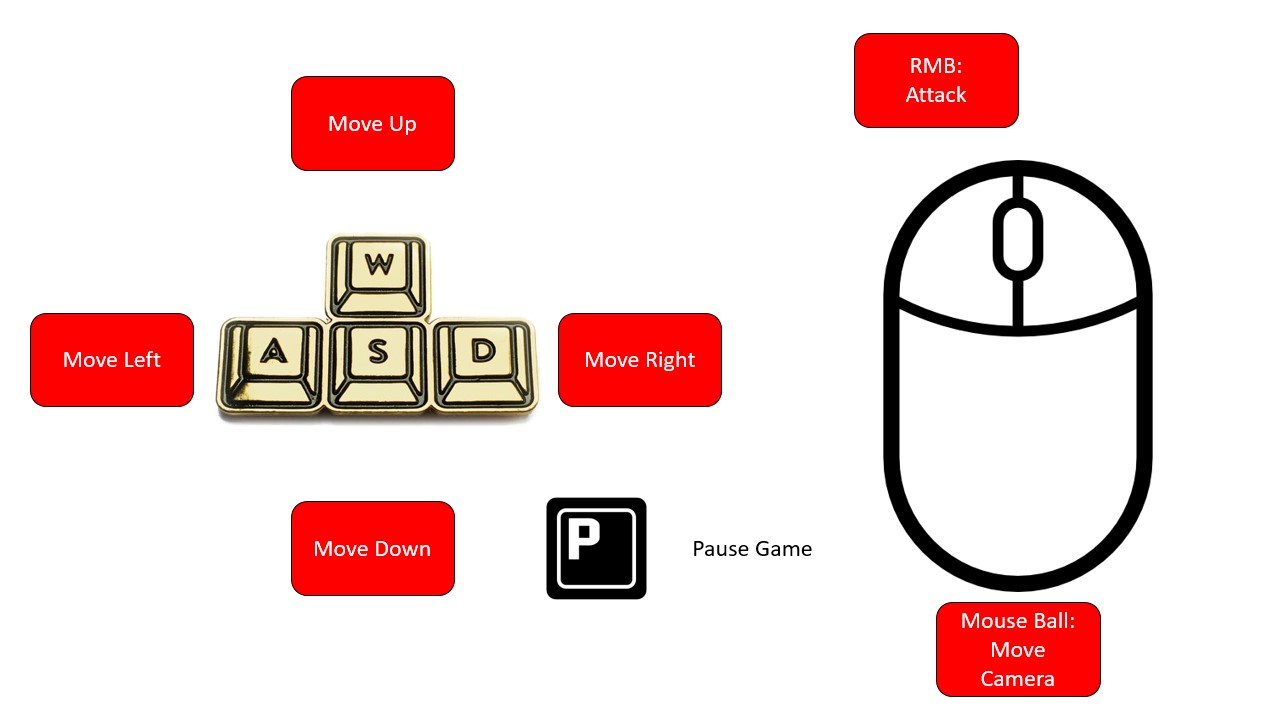 RMB:
Attack
Move Up
W
Move Left
A S D
Move Right
Move Down
P
Pause Game
Mouse Ball:
Move
Camera